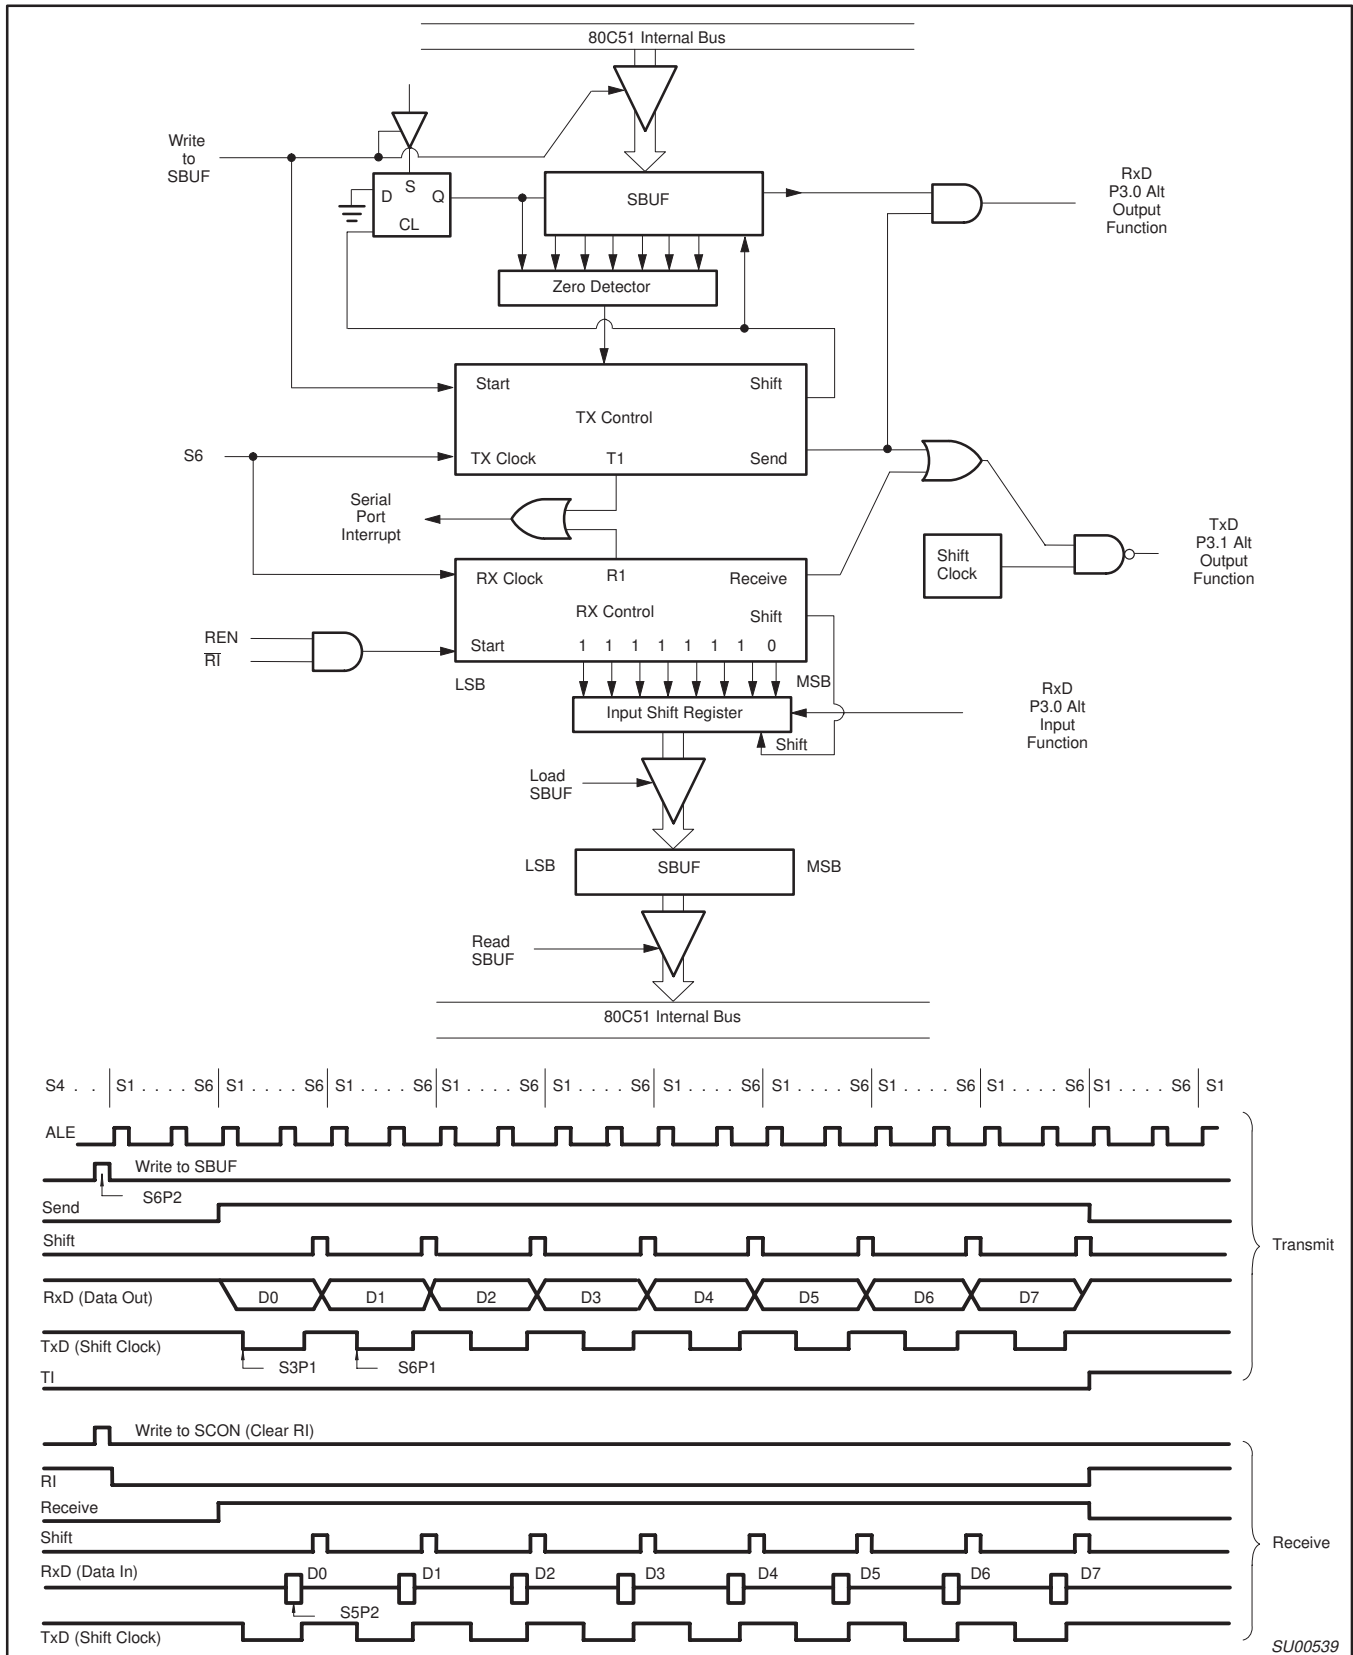 80C51 Internal Bus
Write
to
SBUF
D S Q
CL
SBUF
RxD
P3.0 Alt
Output
Function
Zero Detector
Start Shift
TX Control
S6
TX Clock T1 Send
Serial
Port
Interrupt
Shift
Clock
TxD
P3.1 Alt
Output
Function
RX Clock R1 Receive
RX Control
Shift
REN
RI
Start 1 1 1 1 1 1 1 0
LSB MSB
Input Shift Register
RxD
P3.0 Alt
Input
Function
Shift
Load
SBUF
LSB SBUF MSB
Read
SBUF
80C51 Internal Bus
S4 . . S1 . . . . S6 S1 . . . . S6 S1 . . . . S6 S1 . . . . S6 S1 . . . . S6 S1 . . . . S6 S1 . . . . S6 S1 . . . . S6 S1 . . . . S6 S1 . . . . S6 S1
ALE
Write to SBUF
S6P2
Send
Shift
Transmit
RxD (Data Out) D0 D1 D2 D3 D4 D5 D6 D7
TxD (Shift Clock)
S3P1 S6P1
TI
Write to SCON (Clear RI)
RI
Receive
Shift
Receive
RxD (Data In) D0 D1 D2 D3 D4 D5 D6 D7
S5P2
TxD (Shift Clock)
SU00539